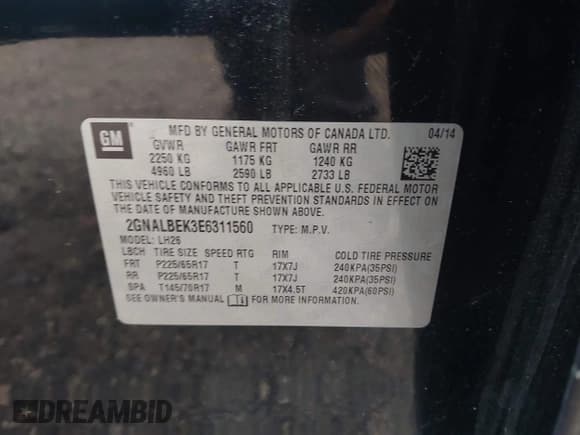 GM
MFD BY GENERAL MOTORS OF CANADA LTD. 04/14
GVWR GAWR FRT GAWR RR
2250 KG 1175 KG 1240 KG
4960 LB 2590 LB 2733 LB
THIS VEHICLE CONFORMS TO ALL APPLICABLE U.S. FEDERAL MOTOR
VEHICLE SAFETY AND THEFT PREVENTION STANDARDS IN EFFECT ON THE
DATE OF MANUFACTURE SHOWN ABOVE.
2GNALBEK3E6311560 TYPE: M.P.V.
MODEL: LH26
LBCH TIRE SIZE SPEED RTG RIM COLD TIRE PRESSURE
FRT P225/65R17 T 17X7J 240KPA(35PSI)
RR P225/65R17 T 17X7J 240KPA(35PSI)
SPA T145/70R17 M 17X4.5T 420KPA(60PSI)
SEE OWNER'S MANUAL FOR MORE INFORMATION.
DREAMBID